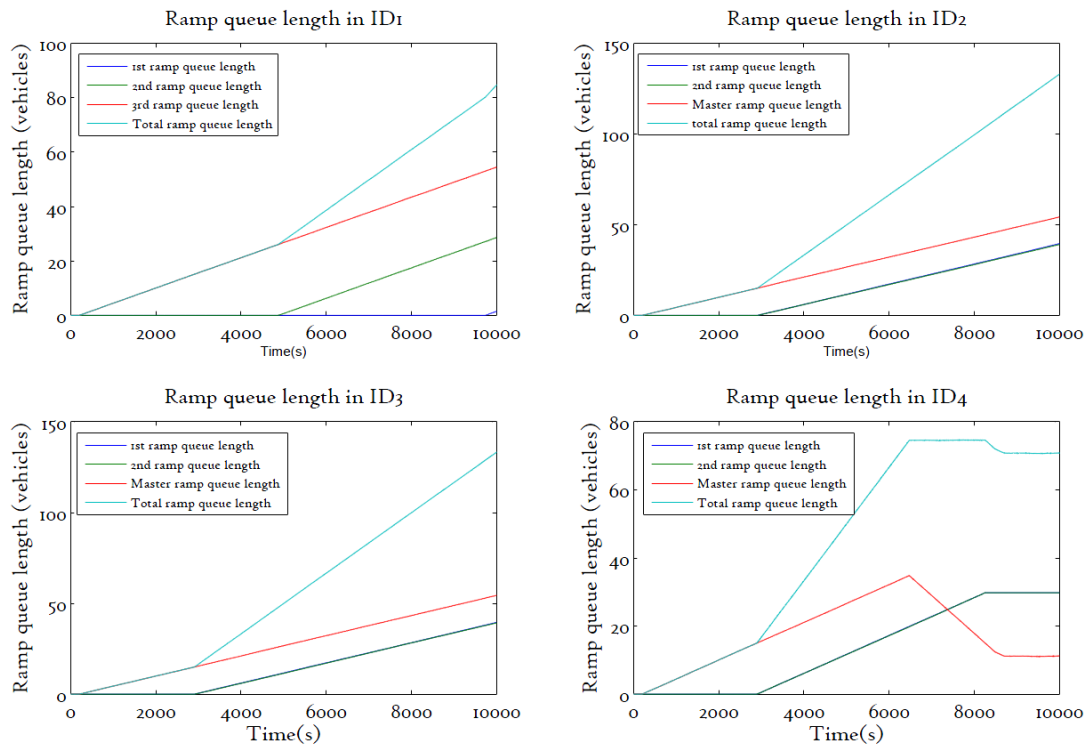 Ramp queue length in ID1
Ramp queue length (vehicles)
100
80
60
40
20
0
1st ramp queue length
2nd ramp queue length
3rd ramp queue length
Total ramp queue length
0 2000 4000 6000 8000 10000
Time(s)
Ramp queue length in ID2
Ramp queue length (vehicles)
150
100
50
0
1st ramp queue length
2nd ramp queue length
Master ramp queue length
total ramp queue length
0 2000 4000 6000 8000 10000
Time(s)
Ramp queue length in ID3
Ramp queue length (vehicles)
150
100
50
0
1st ramp queue length
2nd ramp queue length
Master ramp queue length
Total ramp queue length
0 2000 4000 6000 8000 10000
Time(s)
Ramp queue length in ID4
Ramp queue length (vehicles)
80
60
40
20
0
1st ramp queue length
2nd ramp queue length
Master ramp queue length
Total ramp queue length
0 2000 4000 6000 8000 10000
Time(s)